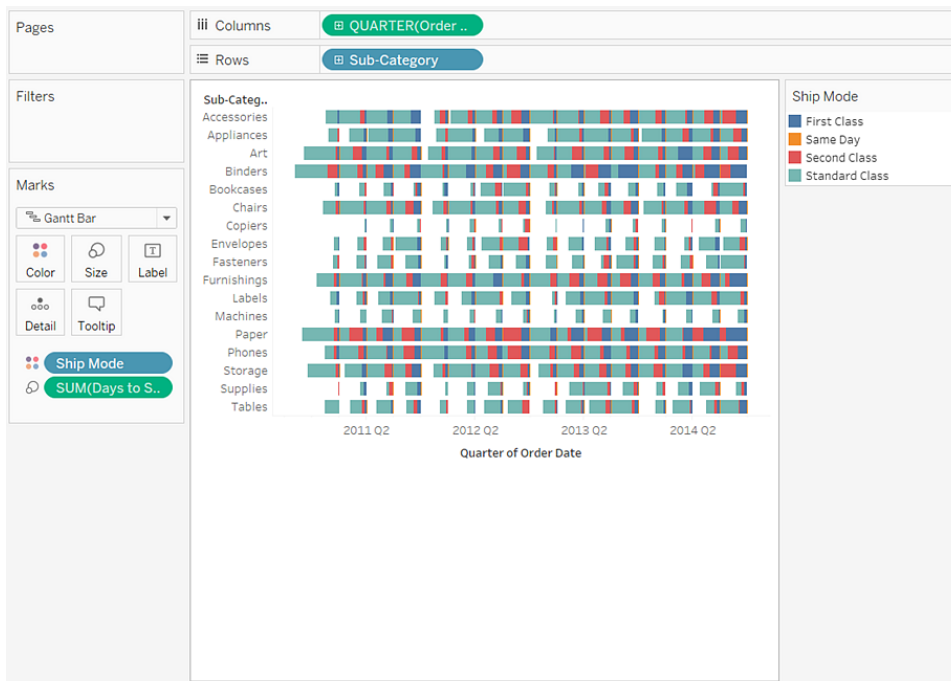 Pages
Columns
QUARTER(Order ..
Rows
Sub-Category
Filters
Marks
Gantt Bar
Color
Size
Label
Detail
Tooltip
Ship Mode
SUM(Days to S..
Sub-Categ..
Accessories
Appliances
Art
Binders
Bookcases
Chairs
Copiers
Envelopes
Fasteners
Furnishings
Labels
Machines
Paper
Phones
Storage
Supplies
Tables
2011 Q2 2012 Q2 2013 Q2 2014 Q2
Quarter of Order Date
Ship Mode
First Class
Same Day
Second Class
Standard Class